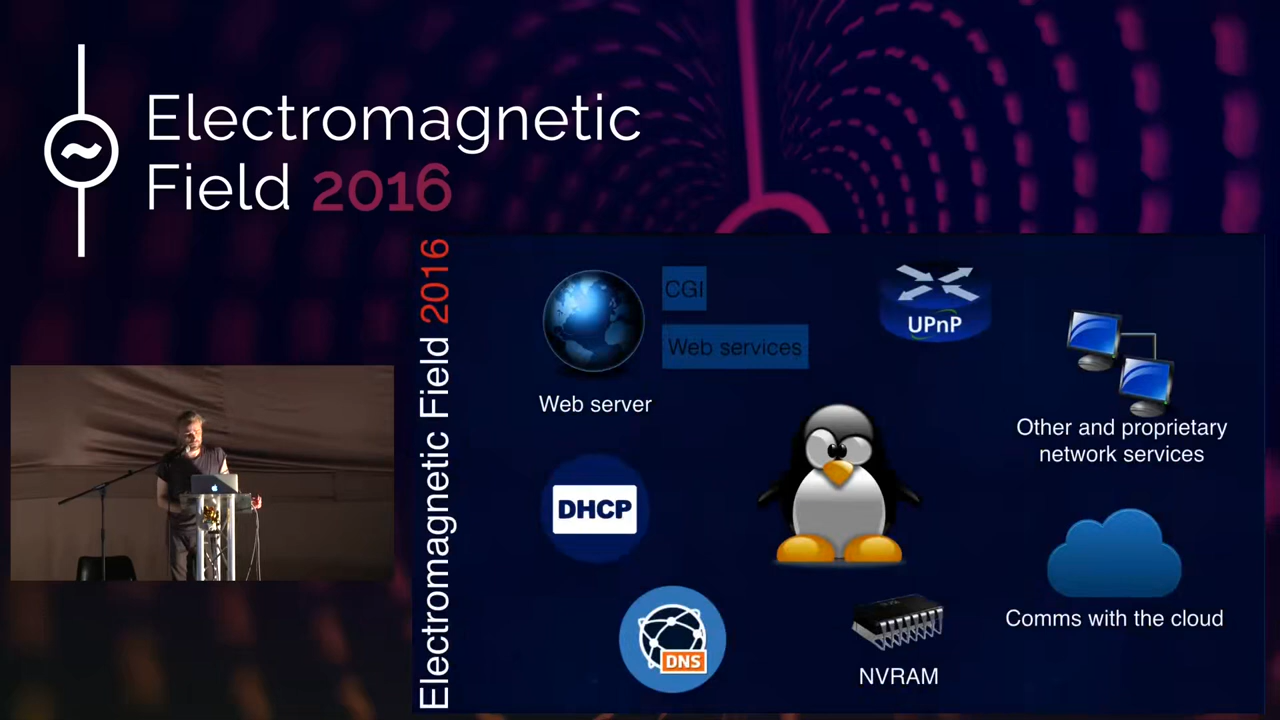 Electromagnetic
Field 2016
Electromagnetic Field 2016
CGI
Web services
Web server
UPnP
Other and proprietary
network services
DHCP
DNS
NVRAM
Comms with the cloud